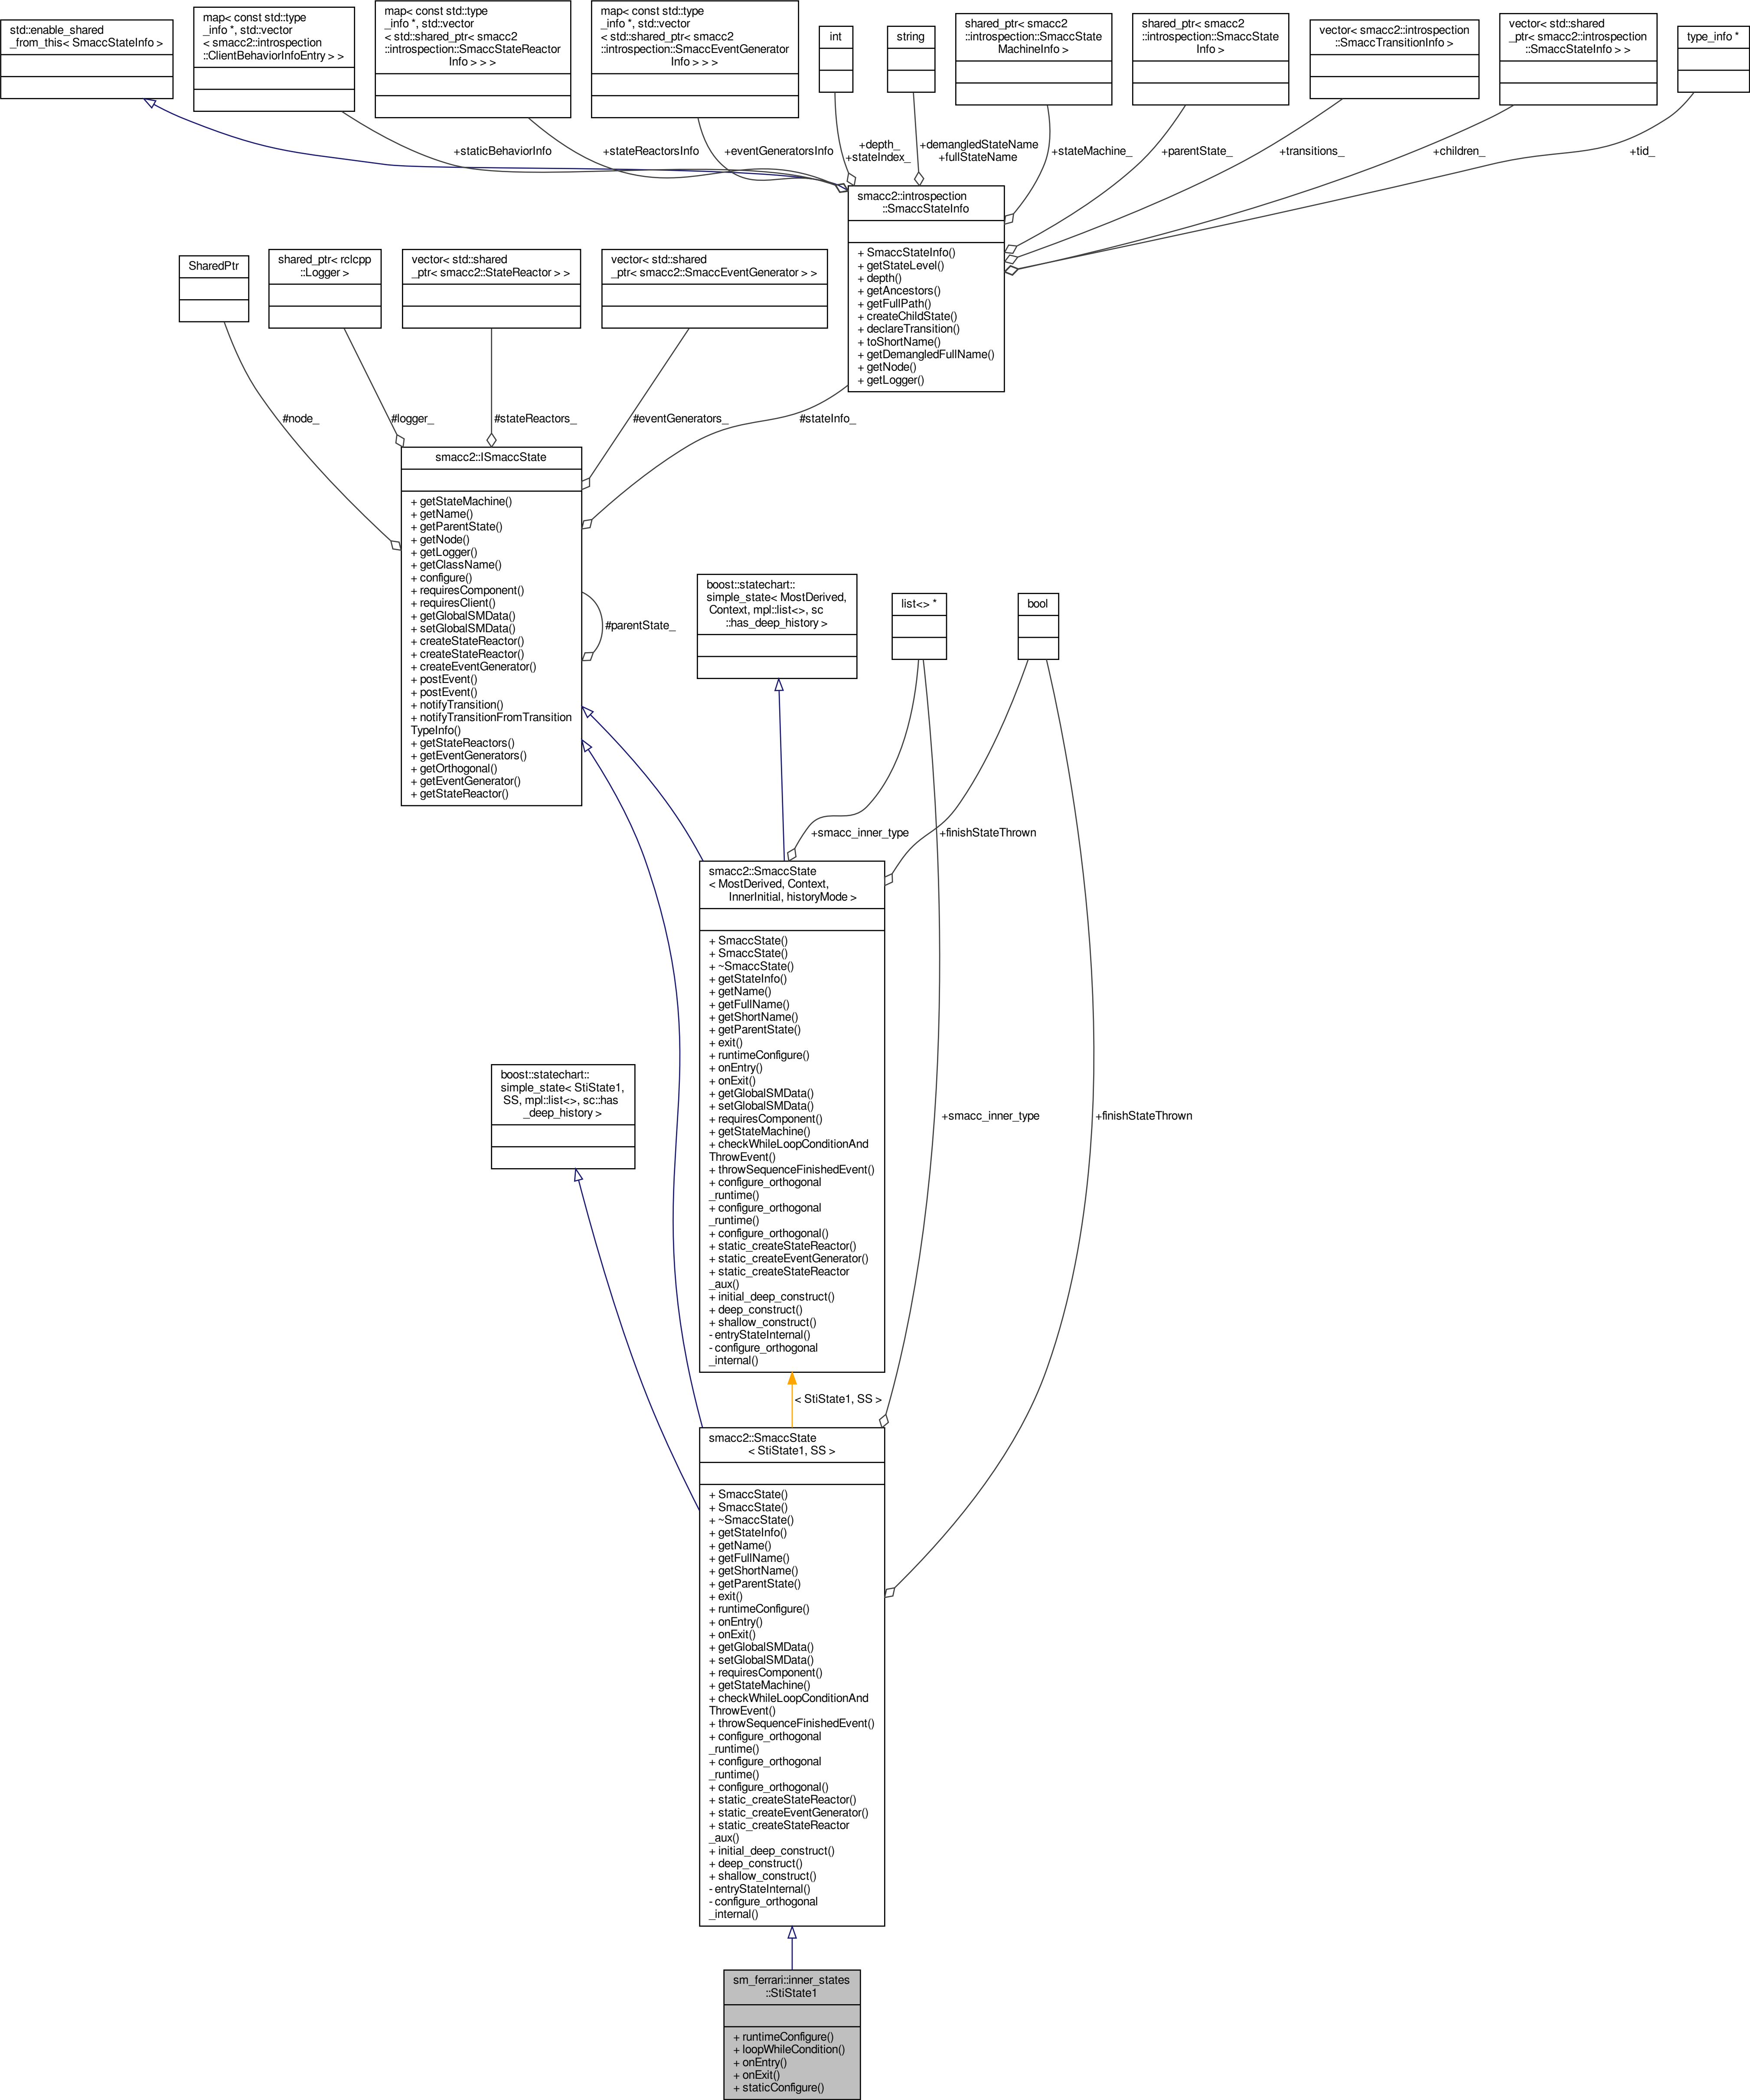 std::enable_shared
_from_this< SmaccStateInfo >
map< const std::type
_info *, std::vector
< smacc2::introspection
::ClientBehaviorInfoEntry > >
map< const std::type
_info *, std::vector
< std::shared_ptr< smacc2
::introspection::SmaccStateReactor
Info > > >
map< const std::type
_info *, std::vector
< std::shared_ptr< smacc2
::introspection::SmaccEventGenerator
Info > > >
int
string
shared_ptr< smacc2
::introspection::SmaccState
MachineInfo >
shared_ptr< smacc2
::introspection::SmaccState
Info >
vector< smacc2::introspection
::SmaccTransitionInfo >
vector< std::shared
_ptr< smacc2::introspection
::SmaccStateInfo > >
type_info *
+staticBehaviorInfo
+stateReactorsInfo
+eventGeneratorsInfo
+depth_
+stateIndex_
+demangledStateName
+fullStateName
+stateMachine_
+parentState_
+transitions_
+children_
+tid_
smacc2::introspection
::SmaccStateInfo
+ SmaccStateInfo()
+ getStateLevel()
+ depth()
+ getAncestors()
+ getFullPath()
+ createChildState()
+ declareTransition()
+ toShortName()
+ getDemangledFullName()
+ getNode()
+ getLogger()
SharedPtr
shared_ptr< rclcpp
::Logger >
vector< std::shared
_ptr< smacc2::StateReactor > >
vector< std::shared
_ptr< smacc2::SmaccEventGenerator > >
#node_
#logger_
#stateReactors_
#eventGenerators_
#stateInfo_
smacc2::ISmaccState
+ getStateMachine()
+ getName()
+ getParentState()
+ getNode()
+ getLogger()
+ getClassName()
+ configure()
+ requiresComponent()
+ requiresClient()
+ getGlobalSMData()
+ setGlobalSMData()
+ createStateReactor()
+ createStateReactor()
+ createEventGenerator()
+ postEvent()
+ postEvent()
+ notifyTransition()
+ notifyTransitionFromTransition
TypeInfo()
+ getStateReactors()
+ getEventGenerators()
+ getOrthogonal()
+ getEventGenerator()
+ getStateReactor()
#parentState_
boost::statechart::
simple_state< MostDerived,
Context, mpl::list<>, sc
::has_deep_history >
list<> *
bool
+smacc_inner_type
+finishStateThrown
smacc2::SmaccState
< MostDerived, Context,
InnerInitial, historyMode >
+ SmaccState()
+ SmaccState()
+ ~SmaccState()
+ getStateInfo()
+ getName()
+ getFullName()
+ getShortName()
+ getParentState()
+ exit()
+ runtimeConfigure()
+ onEntry()
+ onExit()
+ getGlobalSMData()
+ setGlobalSMData()
+ requiresComponent()
+ getStateMachine()
+ checkWhileLoopConditionAnd
ThrowEvent()
+ throwSequenceFinishedEvent()
+ configure_orthogonal
_runtime()
+ configure_orthogonal
_runtime()
+ configure_orthogonal()
+ static_createStateReactor()
+ static_createEventGenerator()
+ static_createStateReactor
_aux()
+ initial_deep_construct()
+ deep_construct()
+ shallow_construct()
- entryStateInternal()
- configure_orthogonal
_internal()
boost::statechart::
simple_state< StiState1,
SS, mpl::list<>, sc::has
_deep_history >
+smacc_inner_type
+finishStateThrown
< StiState1, SS >
smacc2::SmaccState
< StiState1, SS >
+ SmaccState()
+ SmaccState()
+ ~SmaccState()
+ getStateInfo()
+ getName()
+ getFullName()
+ getShortName()
+ getParentState()
+ exit()
+ runtimeConfigure()
+ onEntry()
+ onExit()
+ getGlobalSMData()
+ setGlobalSMData()
+ requiresComponent()
+ getStateMachine()
+ checkWhileLoopConditionAnd
ThrowEvent()
+ throwSequenceFinishedEvent()
+ configure_orthogonal
_runtime()
+ configure_orthogonal
_runtime()
+ configure_orthogonal()
+ static_createStateReactor()
+ static_createEventGenerator()
+ static_createStateReactor
_aux()
+ initial_deep_construct()
+ deep_construct()
+ shallow_construct()
- entryStateInternal()
- configure_orthogonal
_internal()
sm_ferrari::inner_states
::StiState1
+ runtimeConfigure()
+ loopWhileCondition()
+ onEntry()
+ onExit()
+ staticConfigure()